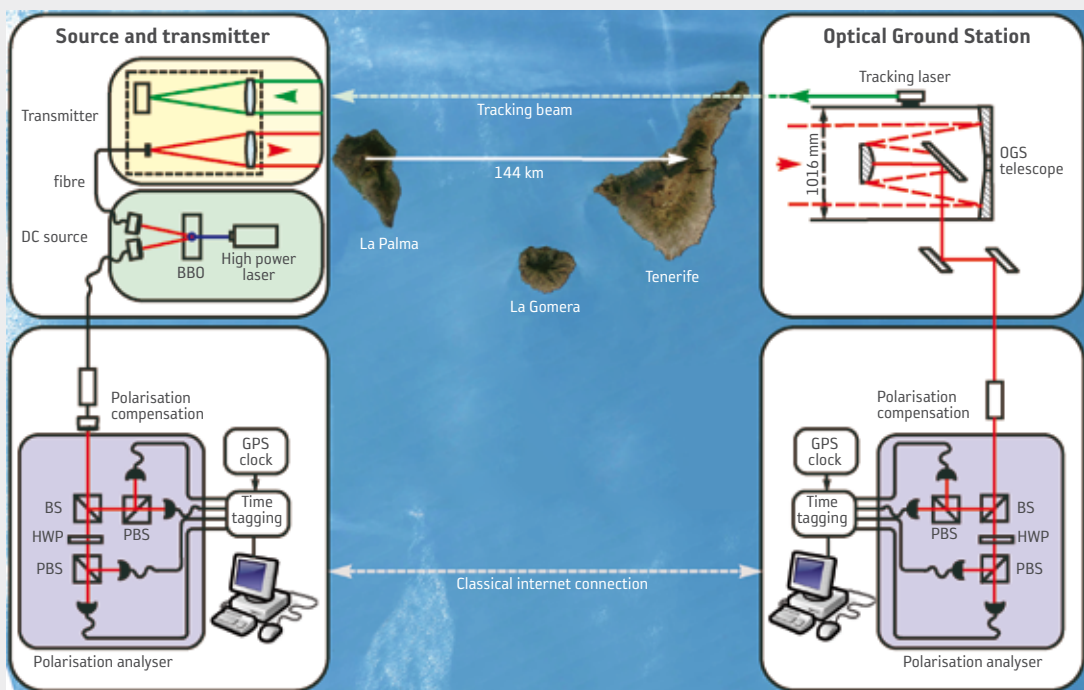 Source and transmitter
Transmitter
fibre
DC source
BBO
High power
laser
Polarisation
compensation
GPS
clock
BS
PBS
Time
tagging
HWP
PBS
Polarisation analyser
Tracking beam
144 km
La Palma
Tenerife
La Gomera
Classical internet connection
Optical Ground Station
Tracking laser
1016 mm
OGS
telescope
Polarisation
compensation
GPS
clock
Time
tagging
BS
PBS
HWP
PBS
Polarisation analyser